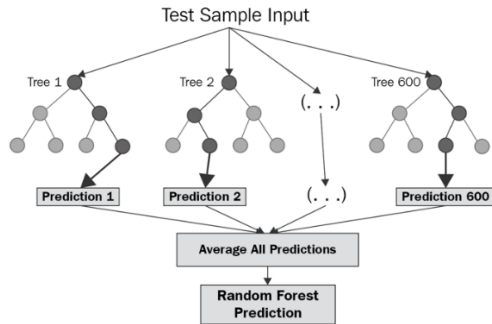 Test Sample Input
Tree 1
Tree 2
Tree 600
(. . .)
Prediction 1
Prediction 2
(. . .)
Prediction 600
Average All Predictions
Random Forest
Prediction